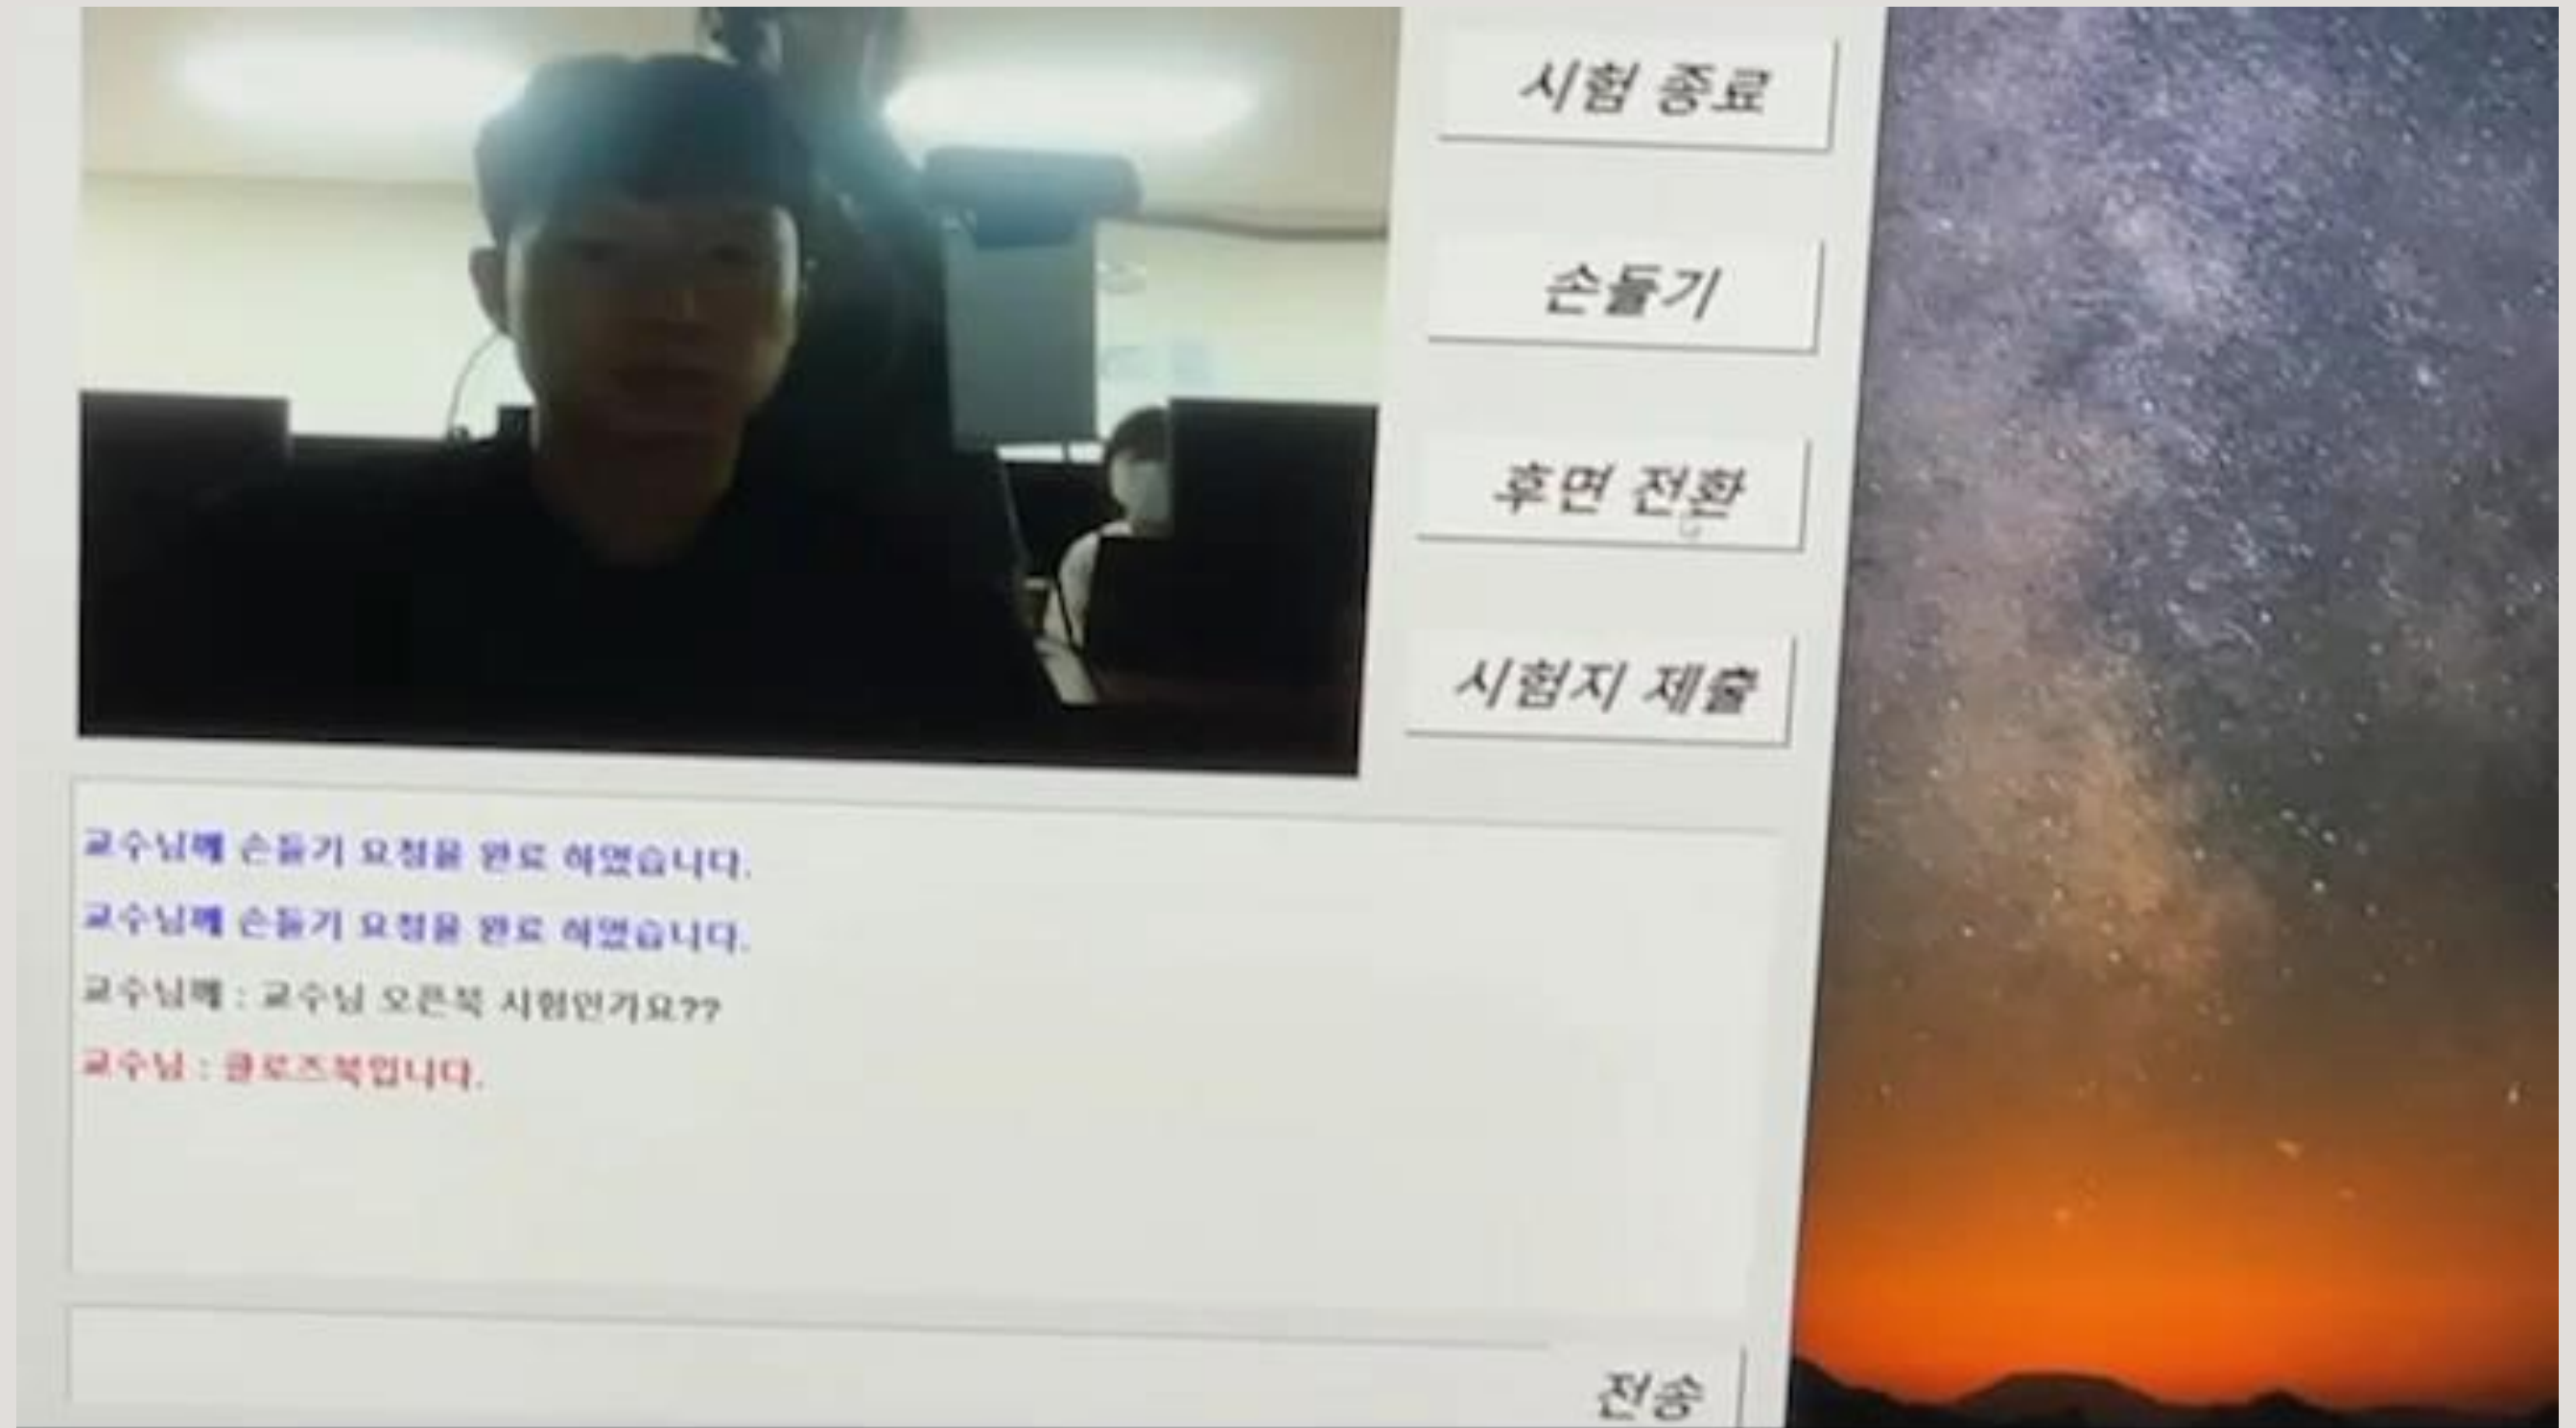 시험 종료
손들기
후면 전환
시험지 제출
교수님께 손들기 요청을 완료 하였습니다.
교수님께 손들기 요청을 완료 하였습니다.
교수님께 : 교수님 오픈북 시험인가요??
교수님 : 클로즈북입니다.
전송